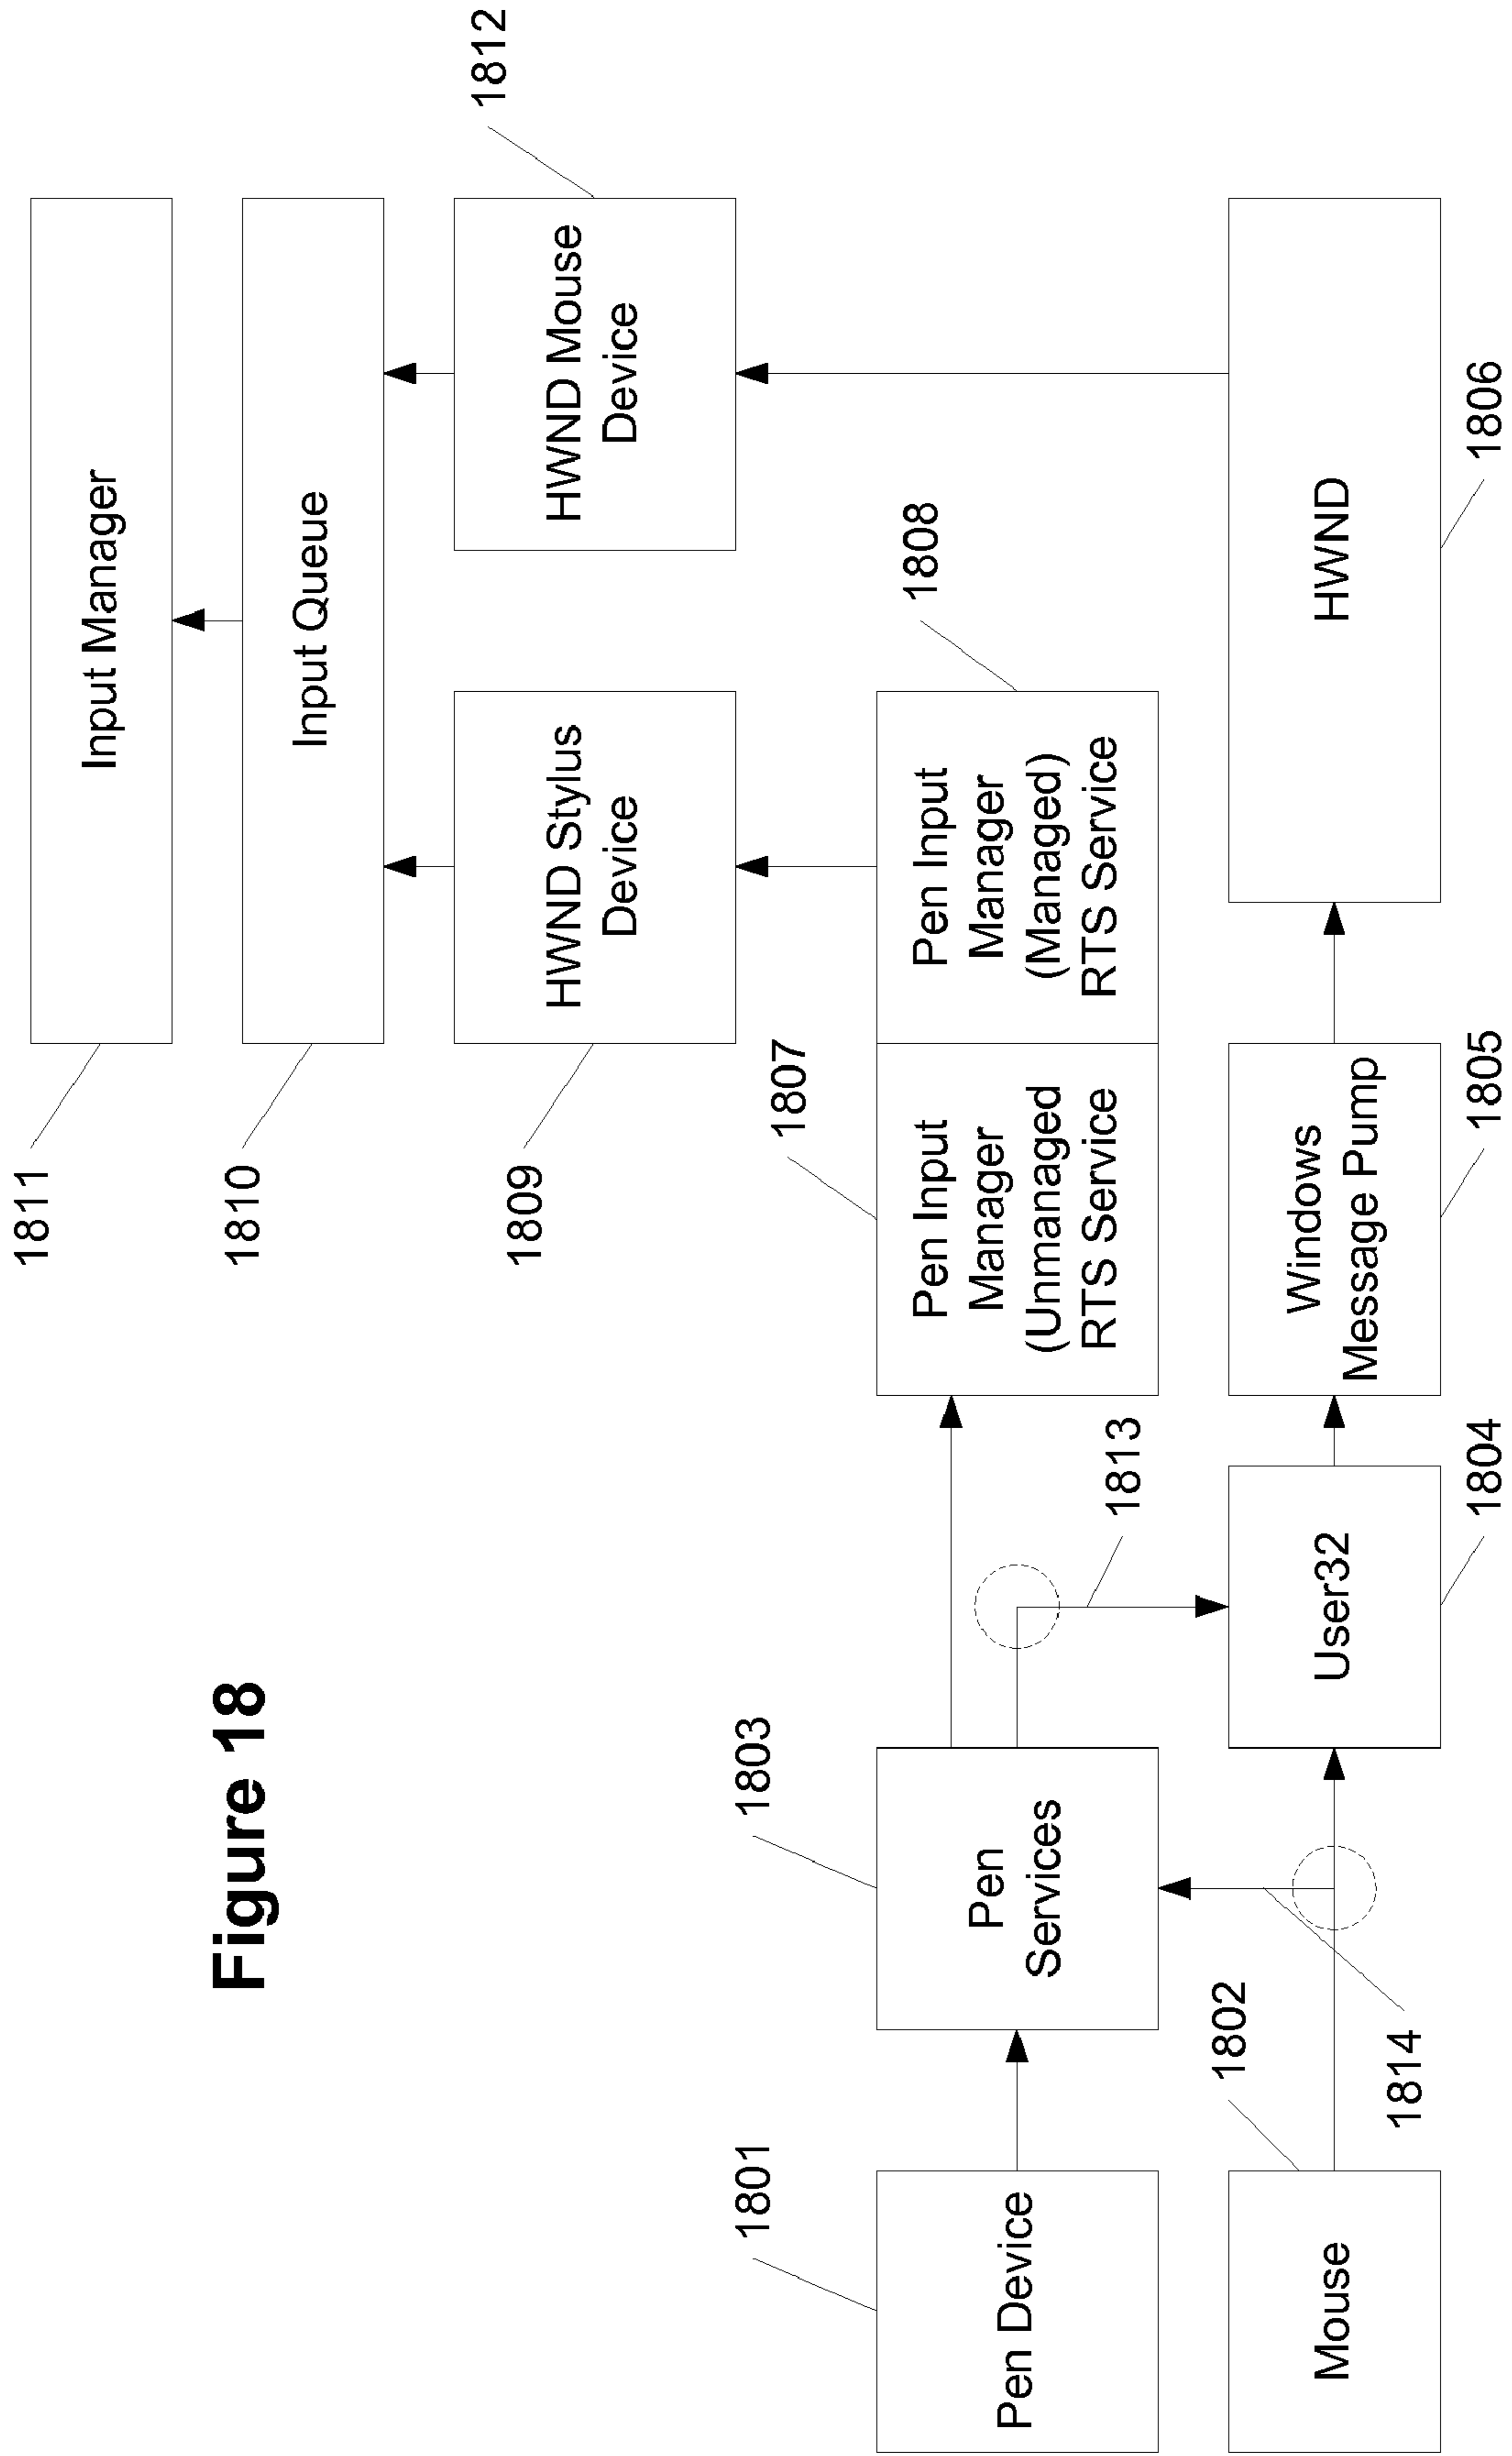 Figure 18
1811
Input Manager
1810
Input Queue
1809
HWND Stylus
Device
HWND Mouse
Device
1812
1801
Pen Device
1803
Pen
Services
1807
Pen Input
Manager
(Unmanaged
RTS Service
Pen Input
Manager
(Managed)
RTS Service
1808
1813
1802
Mouse
1814
User32
1804
Windows
Message Pump
1805
HWND
1806